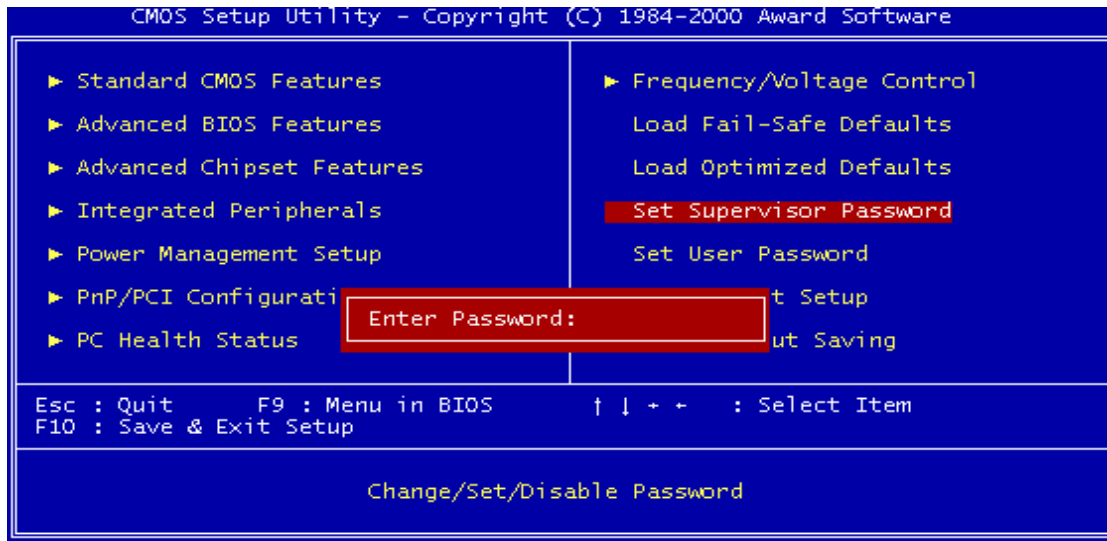 CMOS Setup Utility - Copyright (C) 1984-2000 Award Software
► Standard CMOS Features
► Advanced BIOS Features
► Advanced Chipset Features
► Integrated Peripherals
► Power Management Setup
► PnP/PCI Configurati
► PC Health Status
► Frequency/Voltage Control
Load Fail-Safe Defaults
Load Optimized Defaults
Set Supervisor Password
Set User Password
t Setup
ut Saving
Enter Password:
Esc : Quit F9 : Menu in BIOS ↑ ↓ → ← : Select Item
F10 : Save & Exit Setup
Change/Set/Disable Password